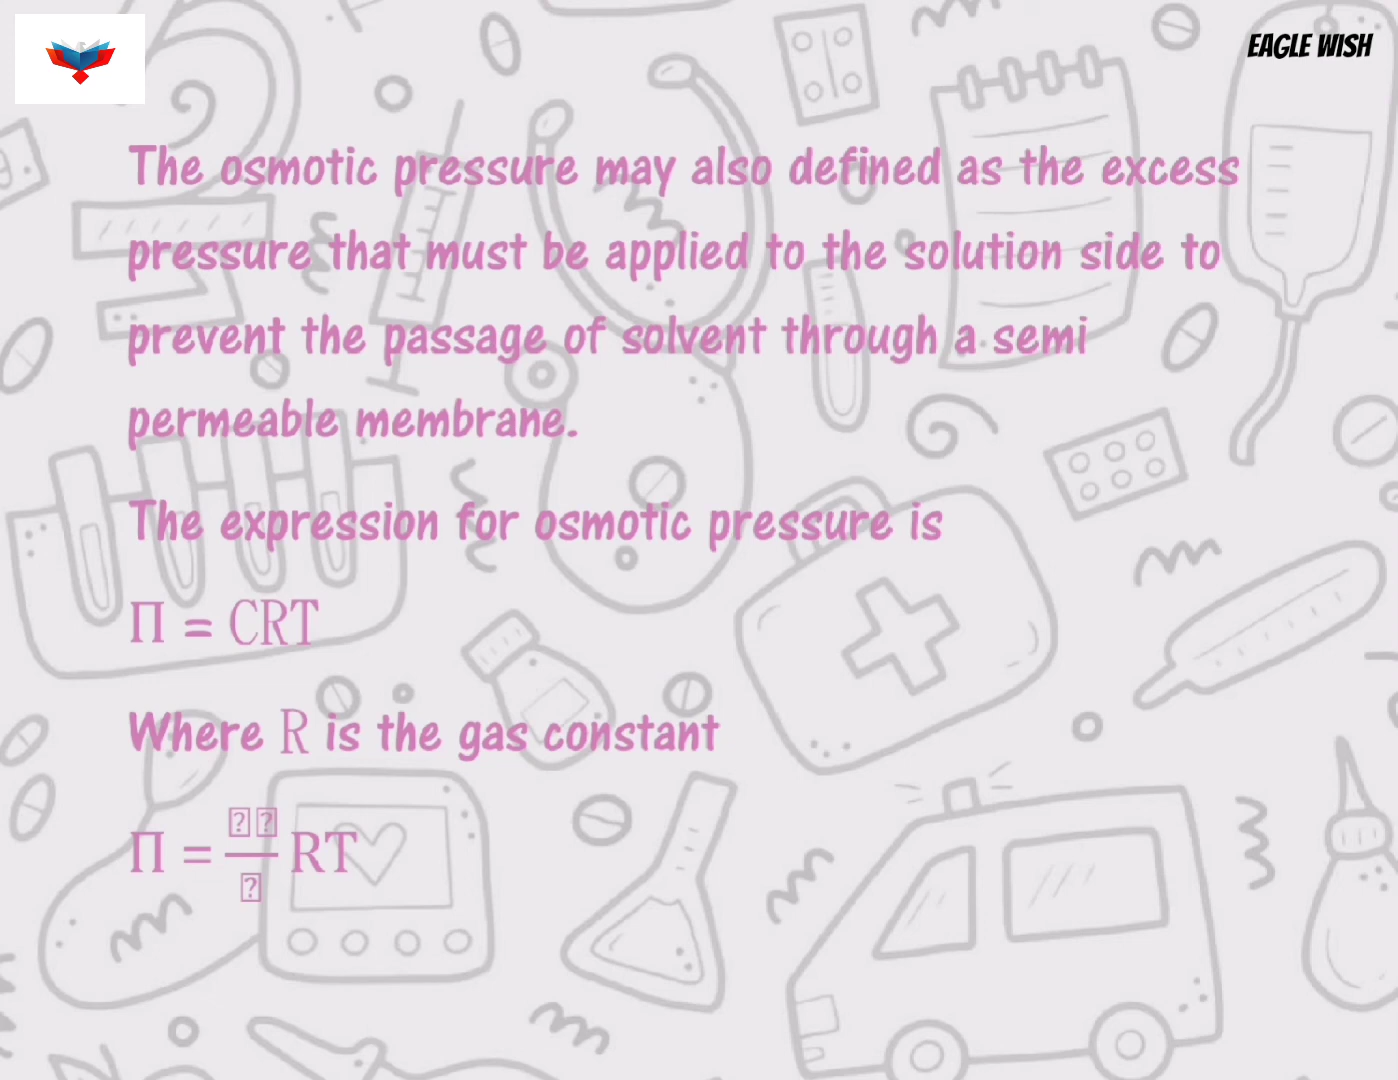 EAGLE WISH
The osmotic pressure may also defined as the excess
pressure that must be applied to the solution side to
prevent the passage of solvent through a semi
permeable membrane.
The expression for osmotic pressure is
Π = CRT
Where R is the gas constant
Π = ⍰⍰/⍰ RT